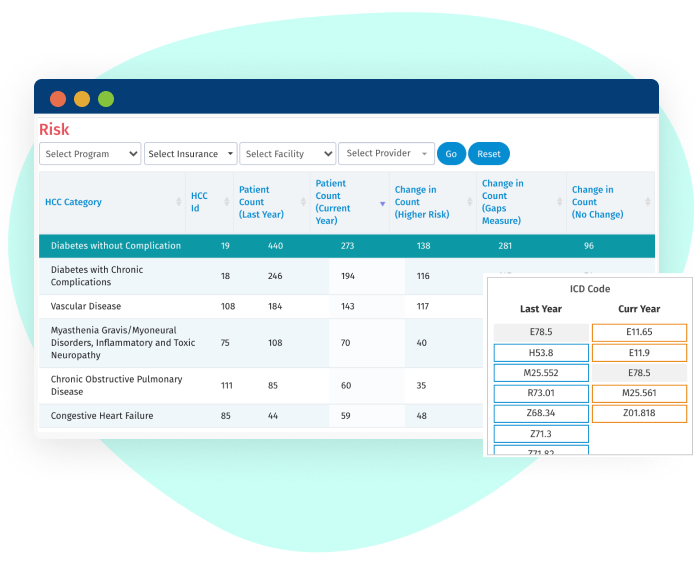 Risk
Select Program Select Insurance Select Facility Select Provider Go Reset
HCC Category HCC Id Patient Count (Last Year) Patient Count (Current Year) Change in Count (Higher Risk) Change in Count (Gaps Measure) Change in Count (No Change)
Diabetes without Complication 19 440 273 138 281 96
Diabetes with Chronic Complications 18 246 194 116
Vascular Disease 108 184 143 117
Myasthenia Gravis/Myoneural Disorders, Inflammatory and Toxic Neuropathy 75 108 70 40
Chronic Obstructive Pulmonary Disease 111 85 60 35
Congestive Heart Failure 85 44 59 48
ICD Code
Last Year Curr Year
E78.5 E11.65
H53.8 E11.9
M25.552 E78.5
R73.01 M25.561
Z68.34 Z01.818
Z71.3
Z71.82